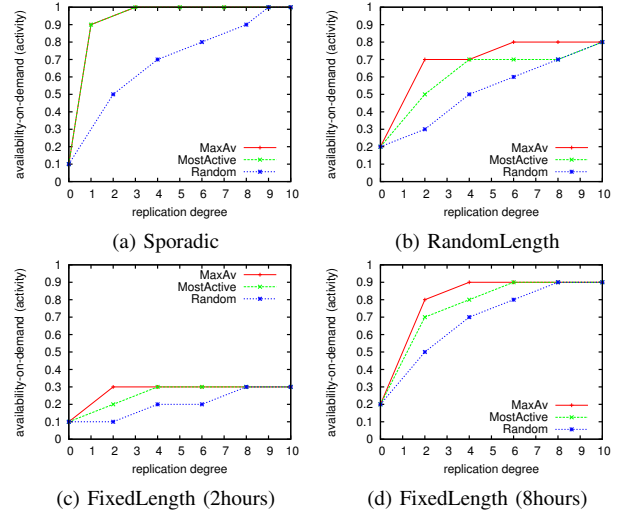 availability-on-demand (activity)
1
0.9
0.8
0.7
0.6
0.5
0.4
0.3
0.2
0.1
0
MaxAv
MostActive
Random
0 1 2 3 4 5 6 7 8 9 10
replication degree
(a) Sporadic
availability-on-demand (activity)
1
0.9
0.8
0.7
0.6
0.5
0.4
0.3
0.2
0.1
0
MaxAv
MostActive
Random
0 1 2 3 4 5 6 7 8 9 10
replication degree
(b) RandomLength
availability-on-demand (activity)
1
0.9
0.8
0.7
0.6
0.5
0.4
0.3
0.2
0.1
0
MaxAv
MostActive
Random
0 1 2 3 4 5 6 7 8 9 10
replication degree
(c) FixedLength (2hours)
availability-on-demand (activity)
1
0.9
0.8
0.7
0.6
0.5
0.4
0.3
0.2
0.1
0
MaxAv
MostActive
Random
0 1 2 3 4 5 6 7 8 9 10
replication degree
(d) FixedLength (8hours)